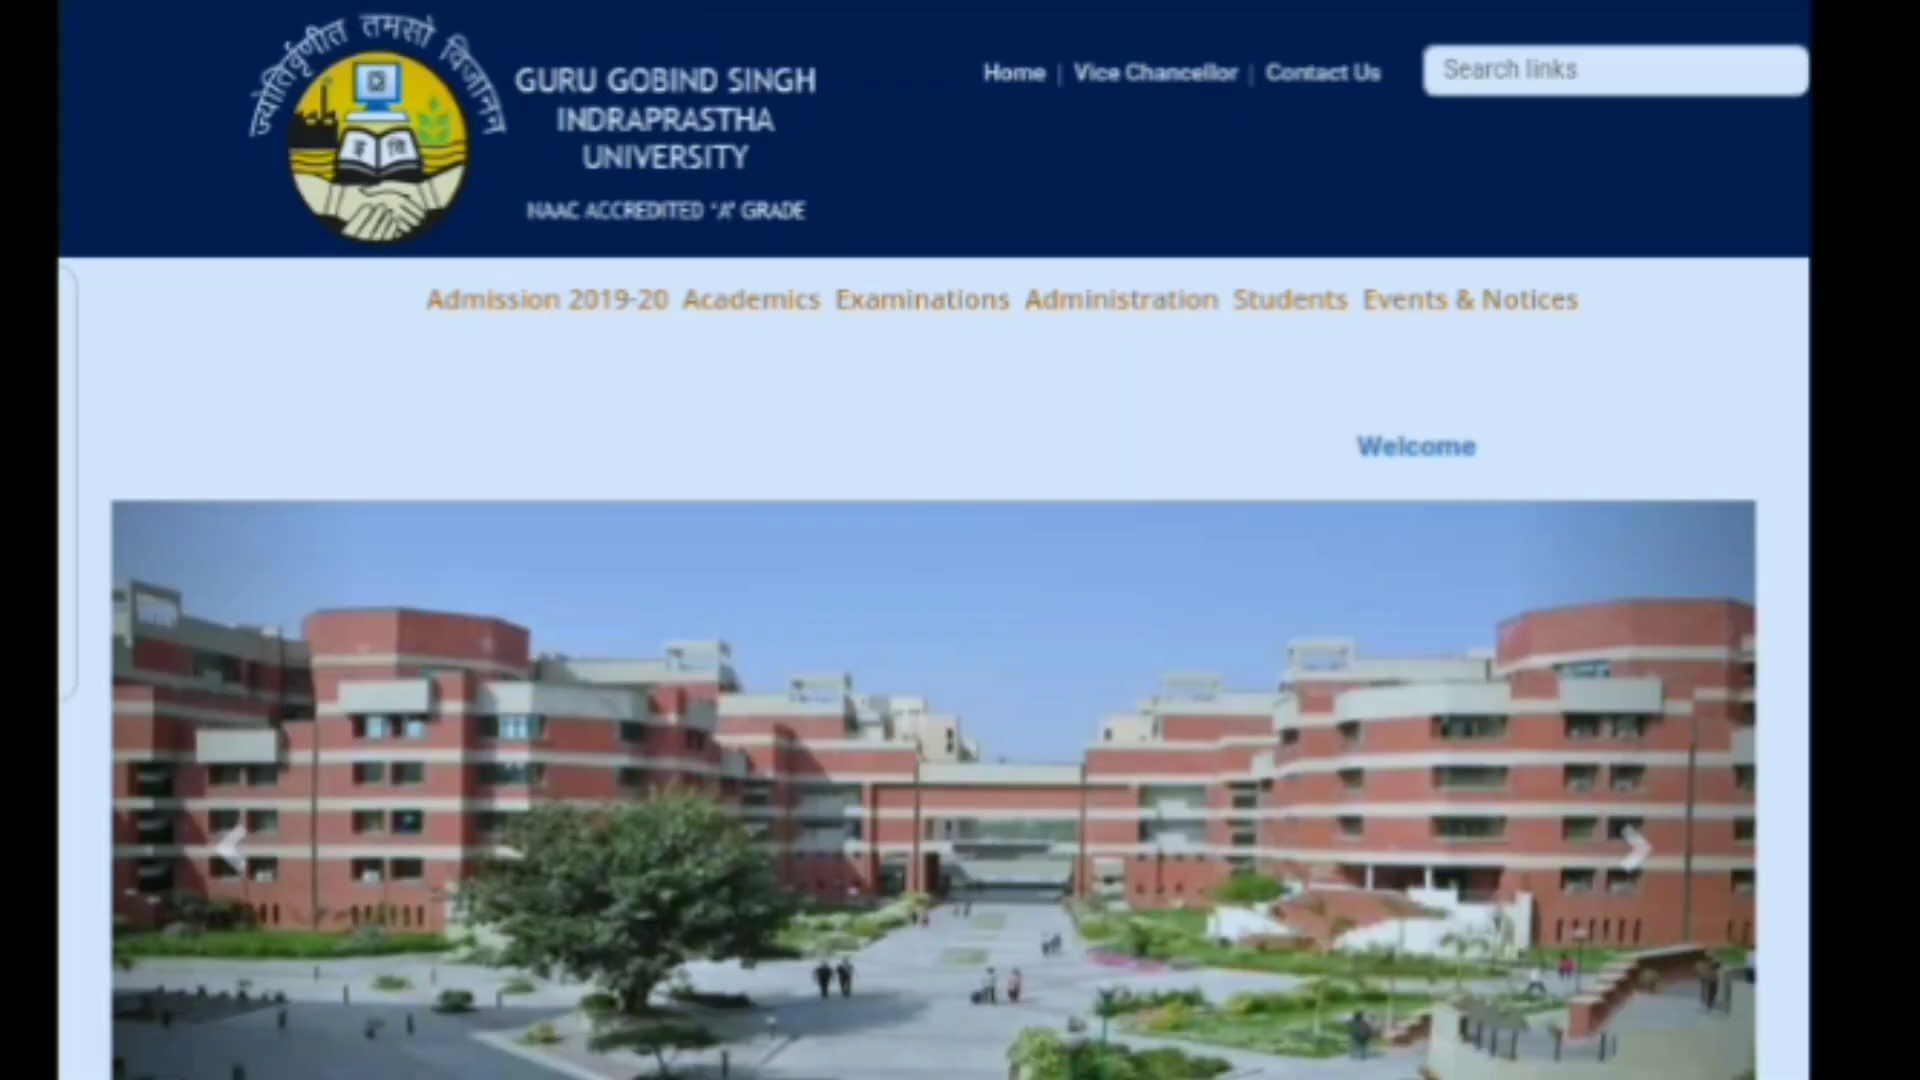 ज्योतिर्वृणीत तमसो विजानन
इ वि
GURU GOBIND SINGH
INDRAPRASTHA
UNIVERSITY
NAAC ACCREDITED "A" GRADE
Home | Vice Chancellor | Contact Us
Search links
Admission 2019-20 Academics Examinations Administration Students Events & Notices
Welcome